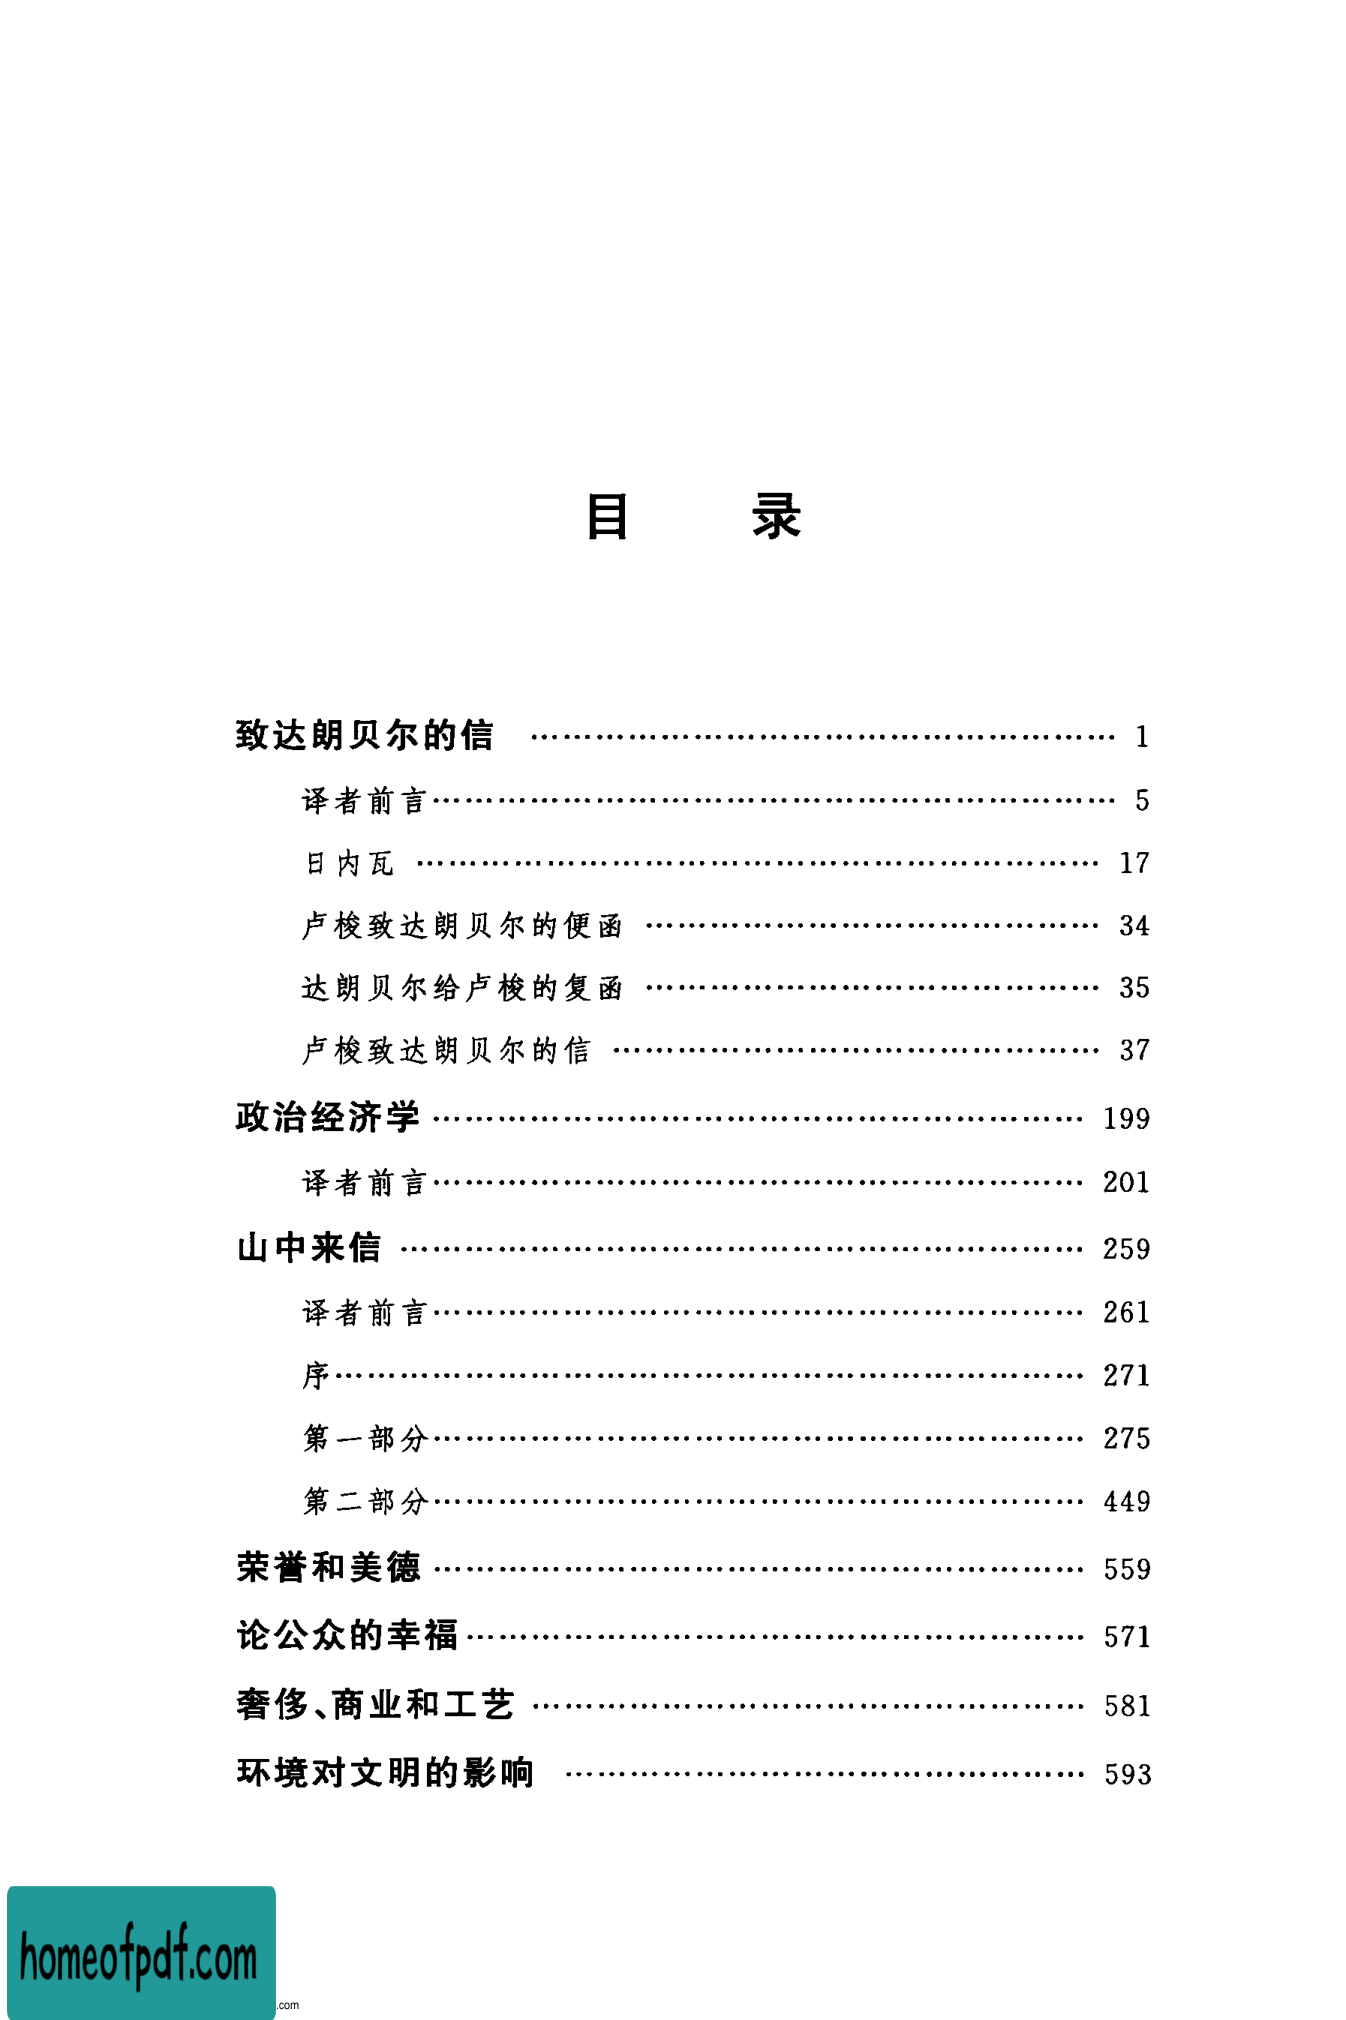 目 录
致达朗贝尔的信 …………………………………………… 1
译者前言 …………………………………………… 5
日内瓦 …………………………………………… 17
卢梭致达朗贝尔的便函 …………………………………………… 34
达朗贝尔给卢梭的复函 …………………………………………… 35
卢梭致达朗贝尔的信 …………………………………………… 37
政治经济学 …………………………………………… 199
译者前言 …………………………………………… 201
山中来信 …………………………………………… 259
译者前言 …………………………………………… 261
序 …………………………………………… 271
第一部分 …………………………………………… 275
第二部分 …………………………………………… 449
荣誉和美德 …………………………………………… 559
论公众的幸福 …………………………………………… 571
奢侈、商业和工艺 …………………………………………… 581
环境对文明的影响 …………………………………………… 593
homeofpdf.com
.com